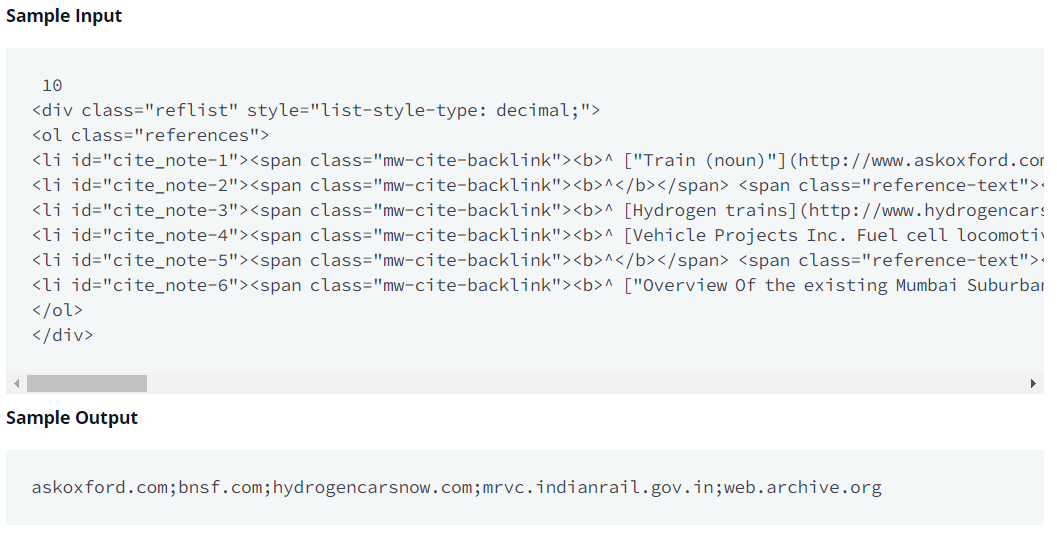 Sample Input
10
<div class="reflist" style="list-style-type: decimal;">
<ol class="references">
<li id="cite_note-1"><span class="mw-cite-backlink"><b>^ ["Train (noun)"](http://www.askoxford.com
<li id="cite_note-2"><span class="mw-cite-backlink"><b>^</b></span> <span class="reference-text"><
<li id="cite_note-3"><span class="mw-cite-backlink"><b>^ [Hydrogen trains](http://www.hydrogencars
<li id="cite_note-4"><span class="mw-cite-backlink"><b>^ [Vehicle Projects Inc. Fuel cell locomotiv
<li id="cite_note-5"><span class="mw-cite-backlink"><b>^</b></span> <span class="reference-text"><
<li id="cite_note-6"><span class="mw-cite-backlink"><b>^ ["Overview Of the existing Mumbai Suburban
</ol>
</div>
Sample Output
askoxford.com;bnsf.com;hydrogencarsnow.com;mrvc.indianrail.gov.in;web.archive.org